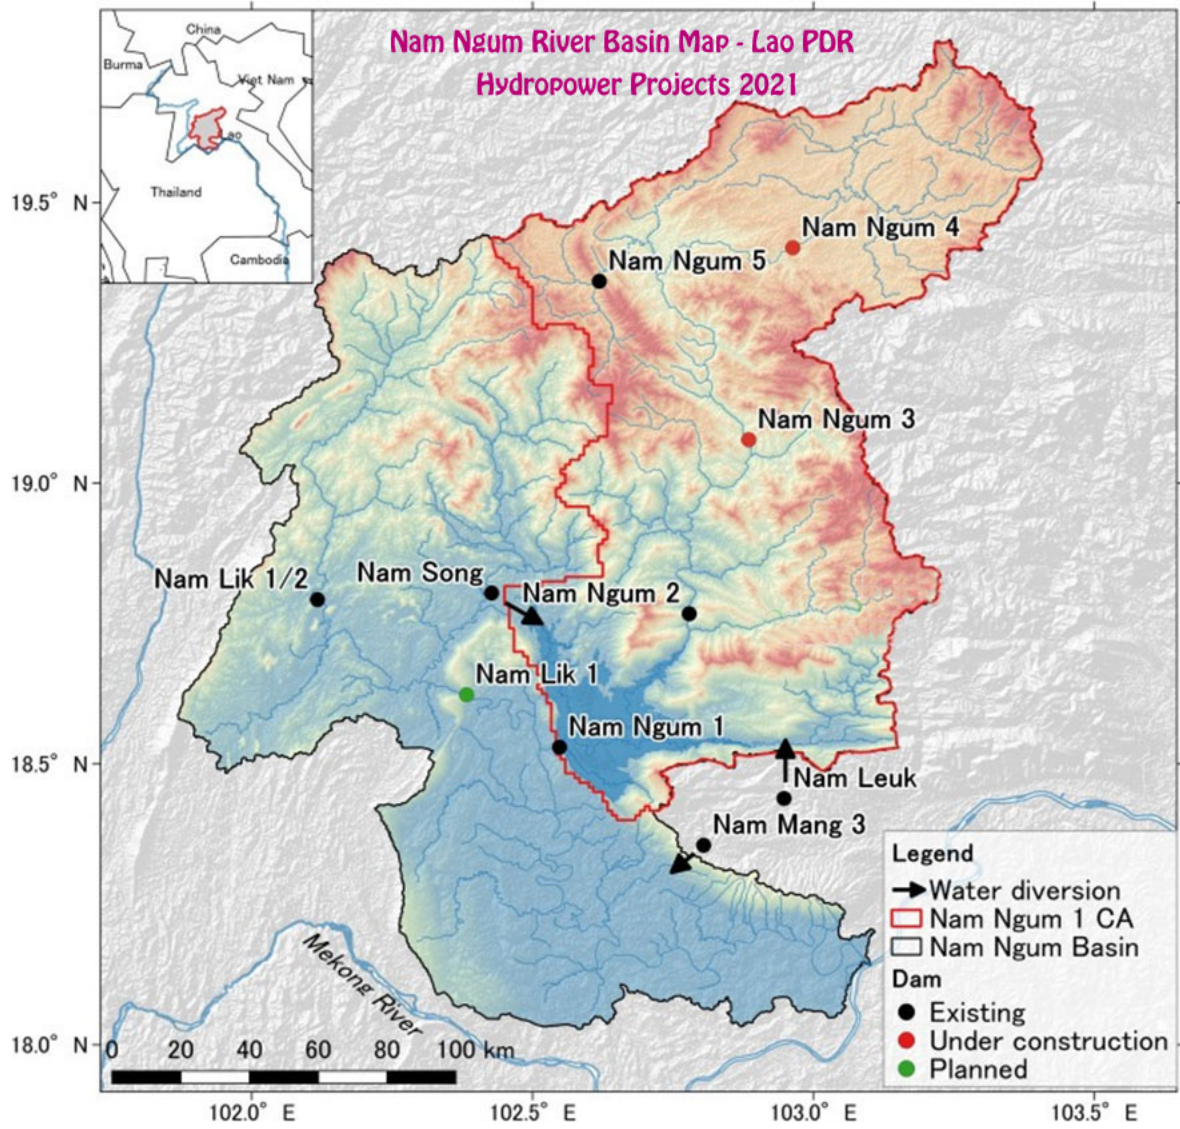 Nam Ngum River Basin Map - Lao PDR
Hydropower Projects 2021
China
Burma
Viet Nam
Lao
Thailand
Cambodia
19.5° N
Nam Ngum 4
Nam Ngum 5
Nam Ngum 3
19.0° N
Nam Lik 1/2
Nam Song
Nam Ngum 2
Nam Lik 1
Nam Ngum 1
18.5° N
Nam Leuk
Nam Mang 3
Legend
Water diversion
Nam Ngum 1 CA
Nam Ngum Basin
Dam
Existing
Under construction
Planned
Mekong River
18.0° N
0 20 40 60 80 100 km
102.0° E 102.5° E 103.0° E 103.5° E